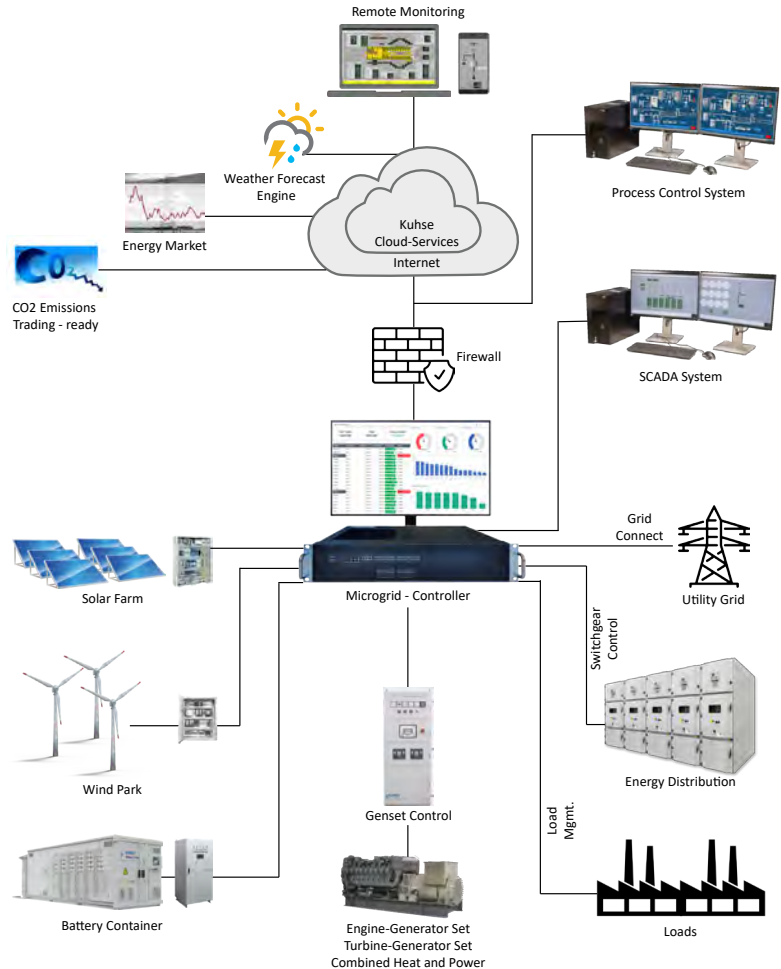 Remote Monitoring
Weather Forecast
Engine
Process Control System
Energy Market
Kuhse
Cloud-Services
Internet
CO2
CO2 Emissions
Trading - ready
Firewall
SCADA System
Grid
Connect
Solar Farm
Microgrid - Controller
Utility Grid
Switchgear
Control
Wind Park
Energy Distribution
Genset Control
Load
Mgmt.
Battery Container
Engine-Generator Set
Turbine-Generator Set
Combined Heat and Power
Loads